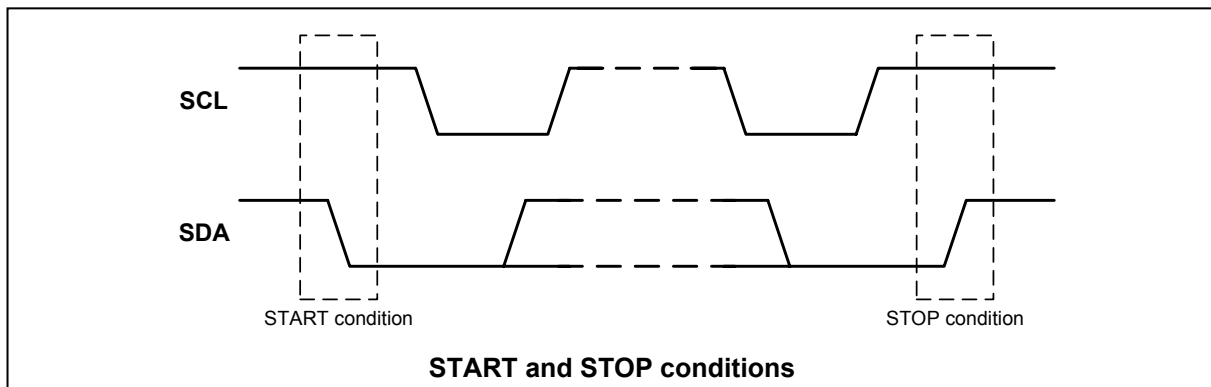 SCL
SDA
START condition
STOP condition
START and STOP conditions